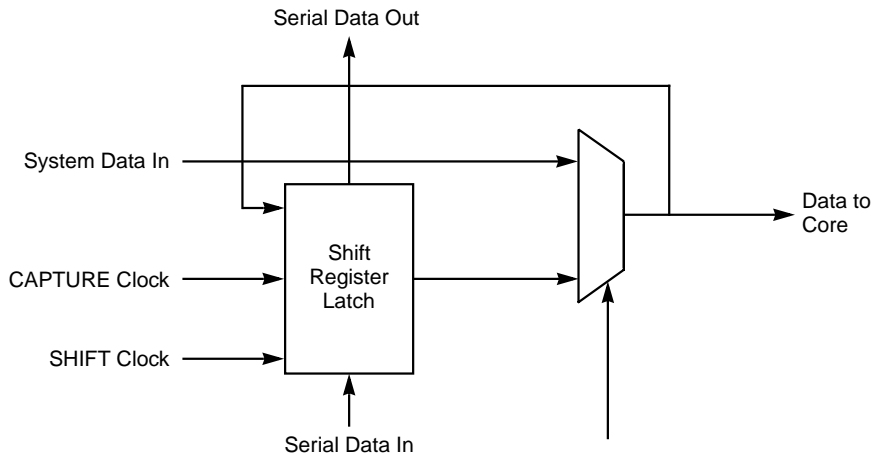 Serial Data Out
System Data In
Data to
Core
Shift
Register
Latch
CAPTURE Clock
SHIFT Clock
Serial Data In